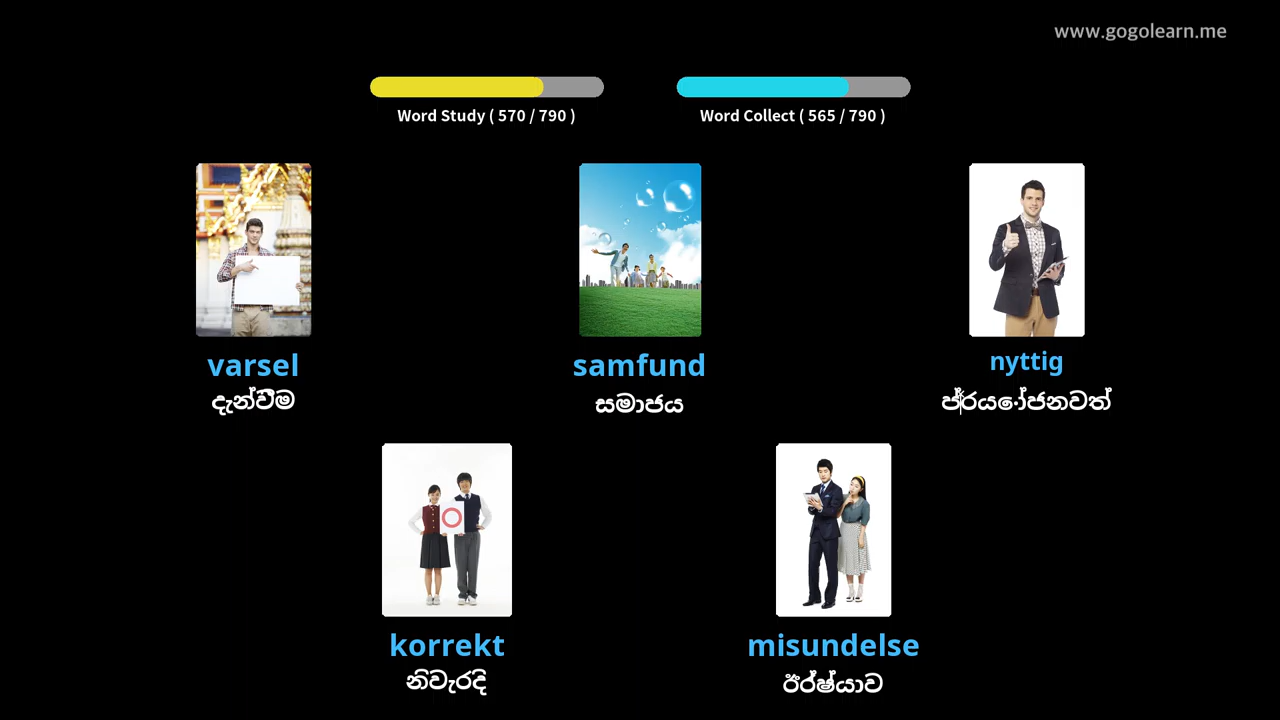 www.gogolearn.me
Word Study ( 570 / 790 )
Word Collect ( 565 / 790 )
varsel
දැන්වීම
samfund
සමාජය
nyttig
ප්‍රයෝජනවත්
korrekt
නිවැරදි
misundelse
ඊර්ෂ්යාව